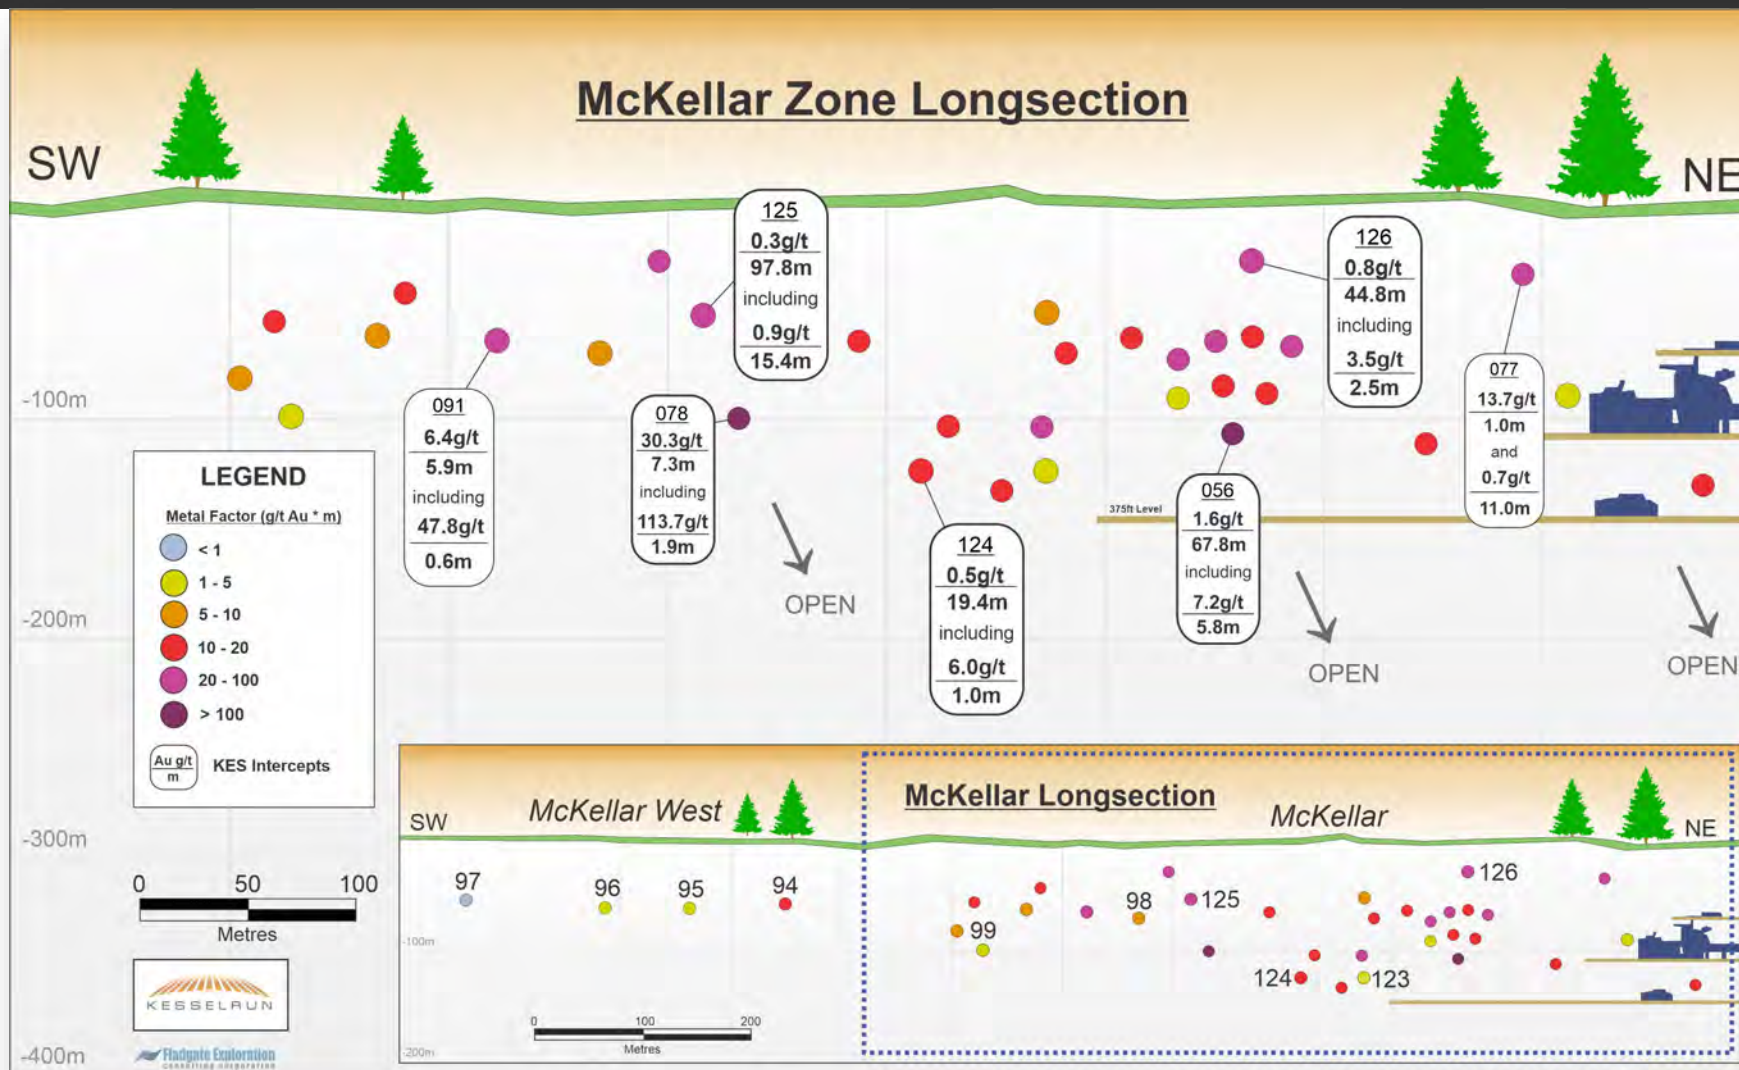 McKellar Zone Longsection
SW
NE
125
0.3g/t
97.8m
including
0.9g/t
15.4m
126
0.8g/t
44.8m
including
3.5g/t
2.5m
077
13.7g/t
1.0m
and
0.7g/t
11.0m
091
6.4g/t
5.9m
including
47.8g/t
0.6m
078
30.3g/t
7.3m
including
113.7g/t
1.9m
124
0.5g/t
19.4m
including
6.0g/t
1.0m
056
1.6g/t
67.8m
including
7.2g/t
5.8m
375ft Level
OPEN
OPEN
OPEN
-100m
-200m
-300m
-400m
LEGEND
Metal Factor (g/t Au * m)
< 1
1 - 5
5 - 10
10 - 20
20 - 100
> 100
Au g/t
m
KES Intercepts
0 50 100
Metres
KESSELRUN
Fladgate Exploration
consulting corporation
McKellar Longsection
SW
McKellar West
McKellar
NE
97
96
95
94
99
98
125
126
124
123
-100m
-200m
0 100 200
Metres